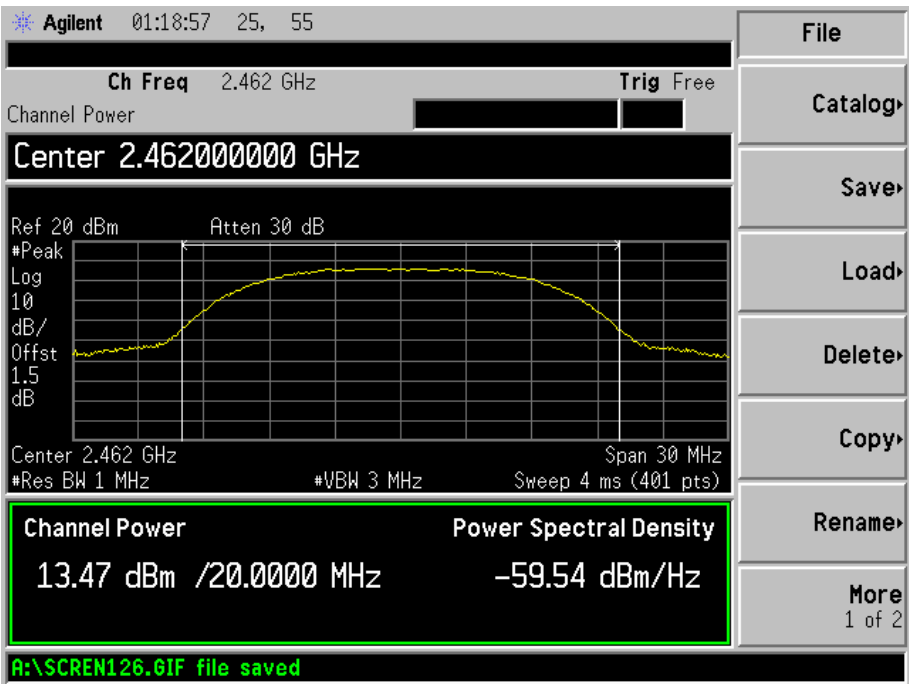 Agilent 01:18:57 25, 55
File
Ch Freq 2.462 GHz Trig Free
Channel Power
Catalog
Center 2.462000000 GHz
Save
Ref 20 dBm Atten 30 dB
#Peak
Log
10
dB/
Offst
1.5
dB
Load
Delete
Copy
Center 2.462 GHz Span 30 MHz
#Res BW 1 MHz #VBW 3 MHz Sweep 4 ms (401 pts)
Channel Power Power Spectral Density
Rename
13.47 dBm /20.0000 MHz -59.54 dBm/Hz
More
1 of 2
A:\SCREN126.GIF file saved